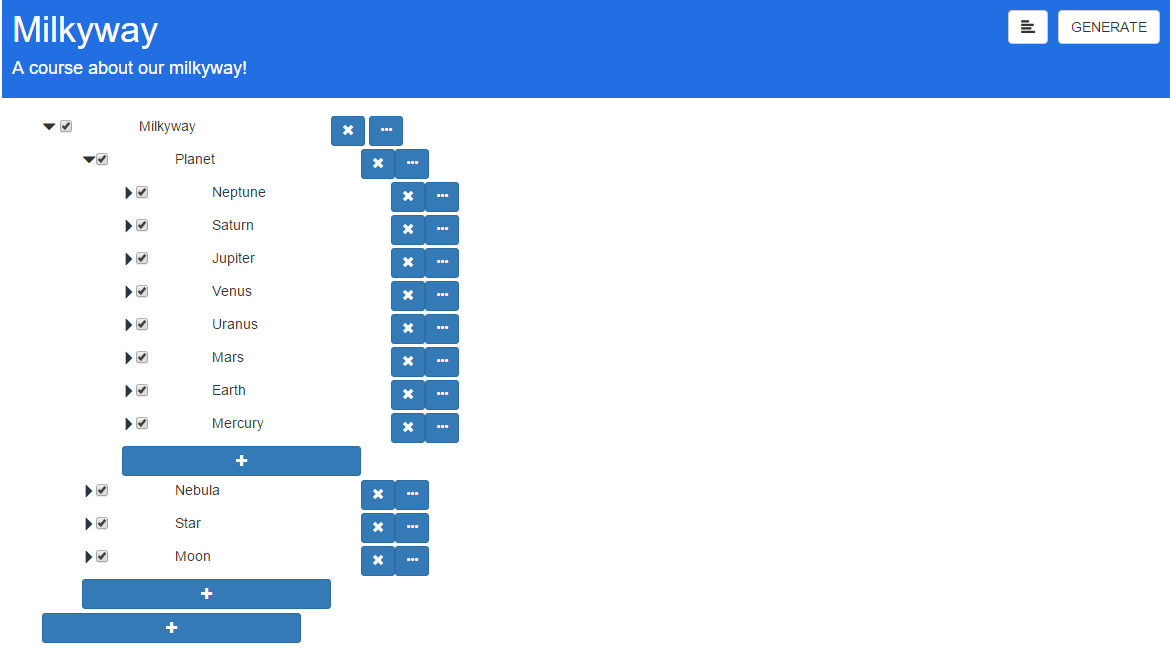 Milkyway
GENERATE
A course about our milkyway!
Milkyway
Planet
Neptune
Saturn
Jupiter
Venus
Uranus
Mars
Earth
Mercury
Nebula
Star
Moon